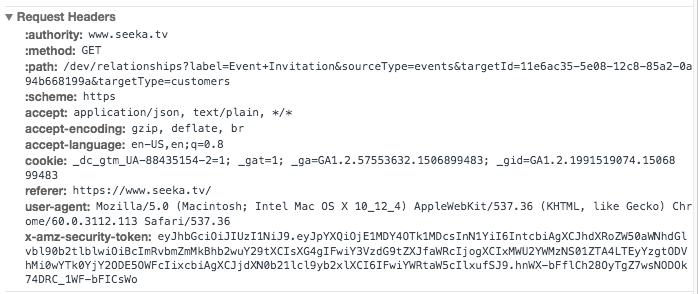 ▼ Request Headers
:authority: www.seeka.tv
:method: GET
:path: /dev/relationships?label=Event+Invitation&sourceType=events&targetId=11e6ac35-5e08-12c8-85a2-0a
94b668199a&targetType=customers
:scheme: https
accept: application/json, text/plain, */*
accept-encoding: gzip, deflate, br
accept-language: en-US,en;q=0.8
cookie: _dc_gtm_UA-88435154-2=1; _gat=1; _ga=GA1.2.57553632.1506899483; _gid=GA1.2.1991519074.15068
99483
referer: https://www.seeka.tv/
user-agent: Mozilla/5.0 (Macintosh; Intel Mac OS X 10_12_4) AppleWebKit/537.36 (KHTML, like Gecko) Chr
ome/60.0.3112.113 Safari/537.36
x-amz-security-token: eyJhbGciOiJIUzI1NiJ9.eyJpYXQiOjE1MDY4OTk1MDcsInN1YiI6IntcbiAgXCJhdXRoZW50aWNhdGl
vbl90b2tlblwiOiBcImRvbmZmMkBhb2wuY29tXCIsXG4gIFwiY3VzdG9tZXJfaWRcIjogXCIxMWU2YWMzNS01ZTA4LTEyYzgtODV
hMi0wYTk0YjY2ODE5OWFcIixcbiAgXCJjdXN0b21lcl9yb2xlXCI6IFwiYWRtaW5cIlxufSJ9.hnWX-bFflCh28OyTgZ7wsNODOk
74DRC_1WF-bFICsWo